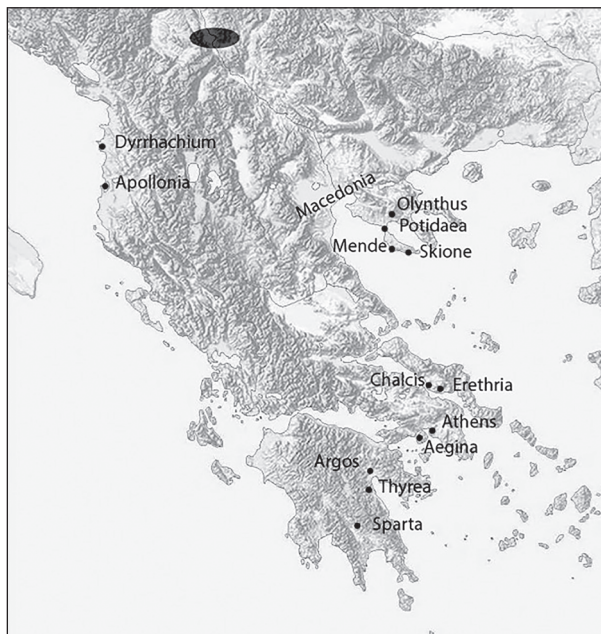 Dyrrhachium
Apollonia
Macedonia
Olynthus
Potidaea
Mende
Skione
Chalcis
Erethria
Athens
Aegina
Argos
Thyrea
Sparta